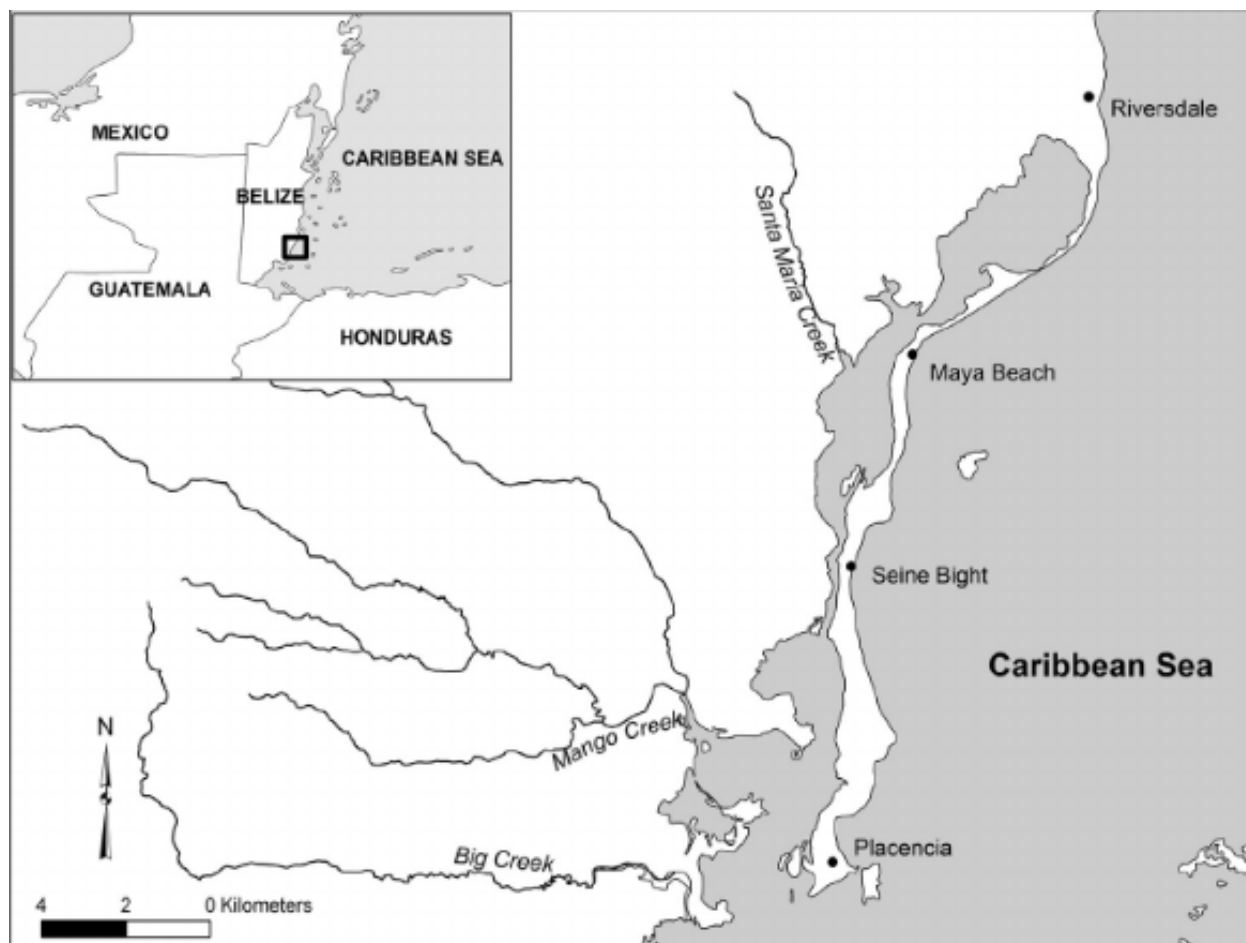 MEXICO
CARIBBEAN SEA
BELIZE
GUATEMALA
HONDURAS
Riversdale
Santa Maria Creek
Maya Beach
Seine Bight
Caribbean Sea
N
Mango Creek
Big Creek
Placencia
4 2 0 Kilometers